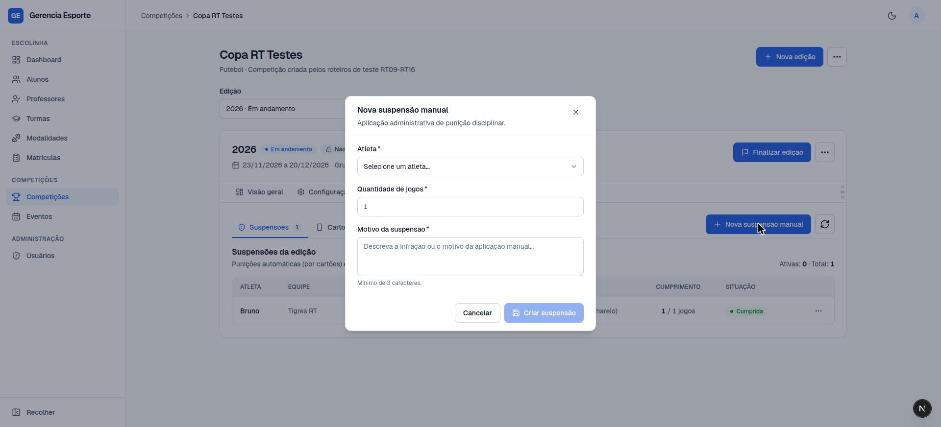 GE Gerencia Esporte
Competições > Copa RT Testes
A
ESCOLINHA
Dashboard
Alunos
Professores
Turmas
Modalidades
Matrículas
COMPETIÇÕES
Competições
Eventos
ADMINISTRAÇÃO
Usuários
Recolher
Copa RT Testes
Futebol · Competição criada pelos roteiros de teste RT09-RT16
+ Nova edição
Edição
2026 · Em andamento
2026 Em andamento
Finalizar edição
23/11/2026 a 20/12/2026
Visão geral
Suspensões 1
+ Nova suspensão manual
Suspensões da edição
Punições automáticas (por cartões)
Ativas: 0 · Total: 1
ATLETA EQUIPE CUMPRIMENTO SITUAÇÃO
Bruno Tigres RT 1 / 1 jogos Cumprida
Nova suspensão manual
Aplicação administrativa de punição disciplinar.
Atleta *
Selecione um atleta...
Quantidade de jogos *
1
Motivo da suspensão *
Descreva a infração ou o motivo da aplicação manual...
Mínimo de 3 caracteres.
Cancelar
Criar suspensão
N